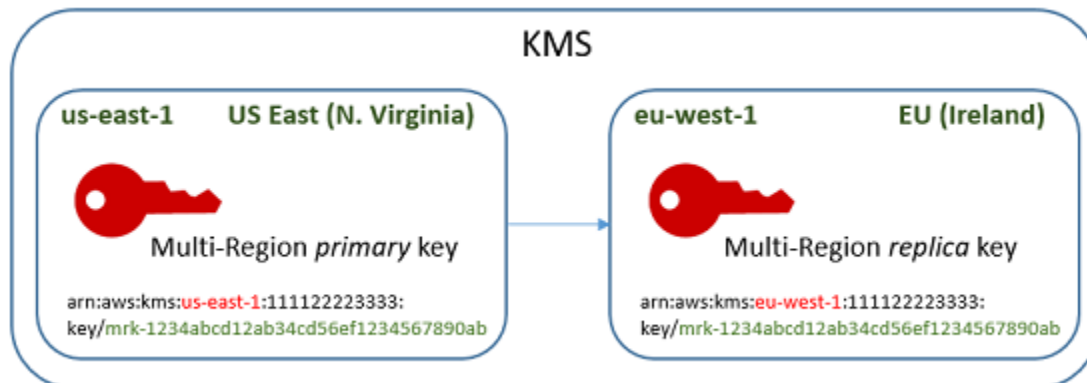 KMS
us-east-1 US East (N. Virginia)
Multi-Region primary key
arn:aws:kms:us-east-1:111122223333:
key/mrk-1234abcd12ab34cd56ef1234567890ab
eu-west-1 EU (Ireland)
Multi-Region replica key
arn:aws:kms:eu-west-1:111122223333:
key/mrk-1234abcd12ab34cd56ef1234567890ab